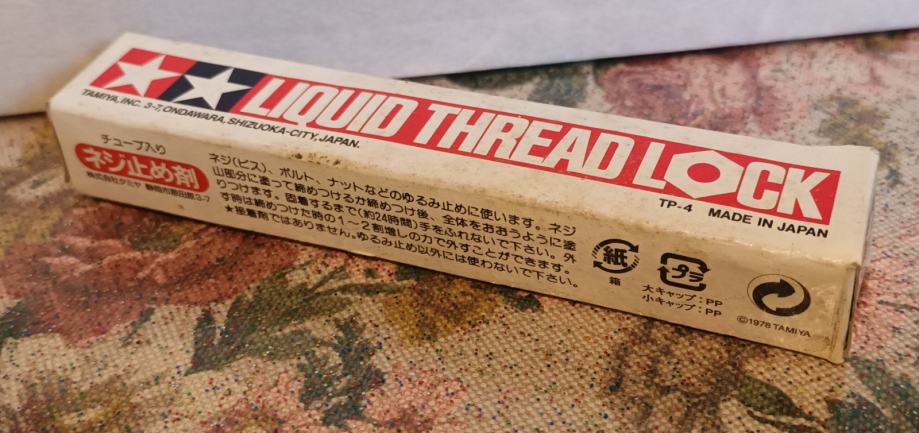 LIQUID THREAD LOCK
TAMIYA, INC. 3-7, ONDAWARA, SHIZUOKA-CITY, JAPAN.
TP-4 MADE IN JAPAN
チューブ入り
ネジ止め剤
株式会社タミヤ 静岡市恩田原3-7
ネジ(ビス)、ボルト、ナットなどのゆるみ止めに使います。ネジ
山部分に塗って締めつけるか締めつけ後、全体をおおうように塗
りつけます。固着するまで(約24時間)手をふれないで下さい。外
す時は締めつけた時の1〜2割増しの力で外すことができます。
★接着剤ではありません。ゆるみ止め以外には使わないで下さい。
紙
箱
プラ
大キャップ:PP
小キャップ:PP
©1978 TAMIYA